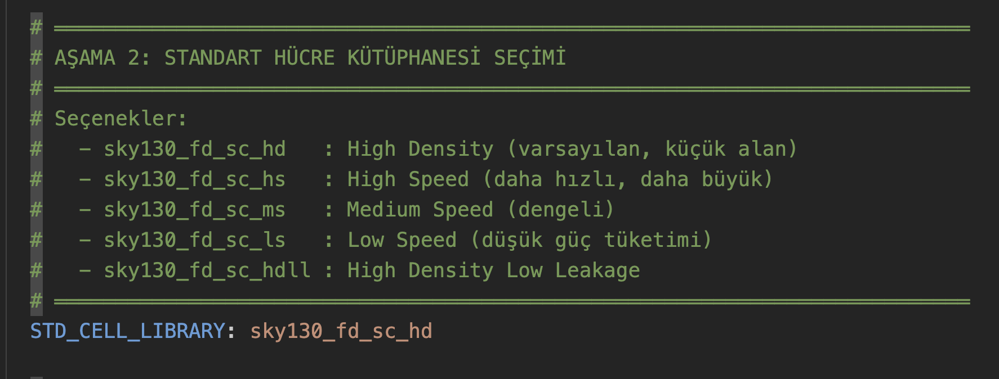 # ═══════════════════════════════════════════════════════════════════════════
# AŞAMA 2: STANDART HÜCRE KÜTÜPHANESİ SEÇİMİ
# ═══════════════════════════════════════════════════════════════════════════
# Seçenekler:
#   - sky130_fd_sc_hd   : High Density (varsayılan, küçük alan)
#   - sky130_fd_sc_hs   : High Speed (daha hızlı, daha büyük)
#   - sky130_fd_sc_ms   : Medium Speed (dengeli)
#   - sky130_fd_sc_ls   : Low Speed (düşük güç tüketimi)
#   - sky130_fd_sc_hdll : High Density Low Leakage
# ═══════════════════════════════════════════════════════════════════════════
STD_CELL_LIBRARY: sky130_fd_sc_hd